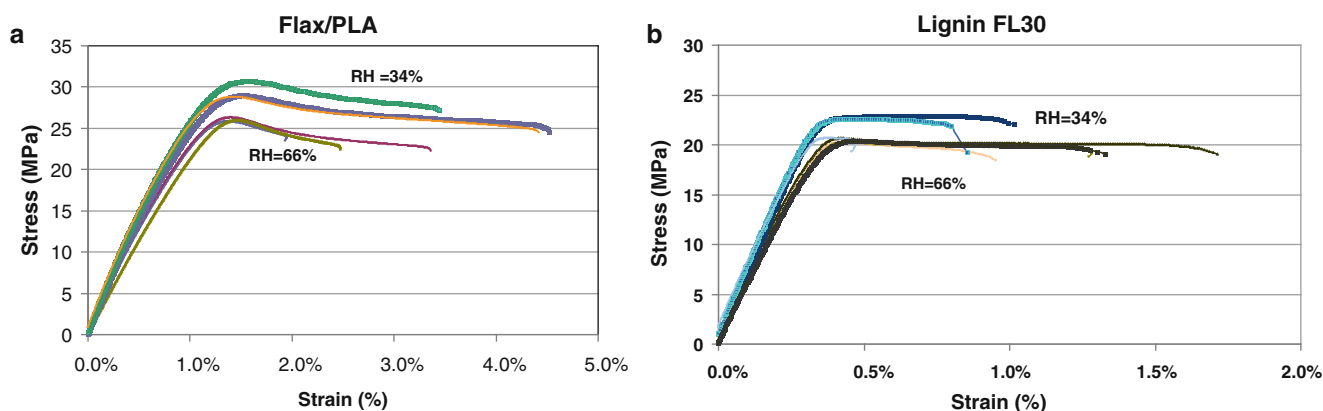 a
Flax/PLA
35
30
25
20
15
10
5
0
Stress (MPa)
RH =34%
RH=66%
0.0%
1.0%
2.0%
3.0%
4.0%
5.0%
Strain (%)
b
Lignin FL30
30
25
20
15
10
5
0
Stress (MPa)
RH=34%
RH=66%
0.0%
0.5%
1.0%
1.5%
2.0%
Strain (%)